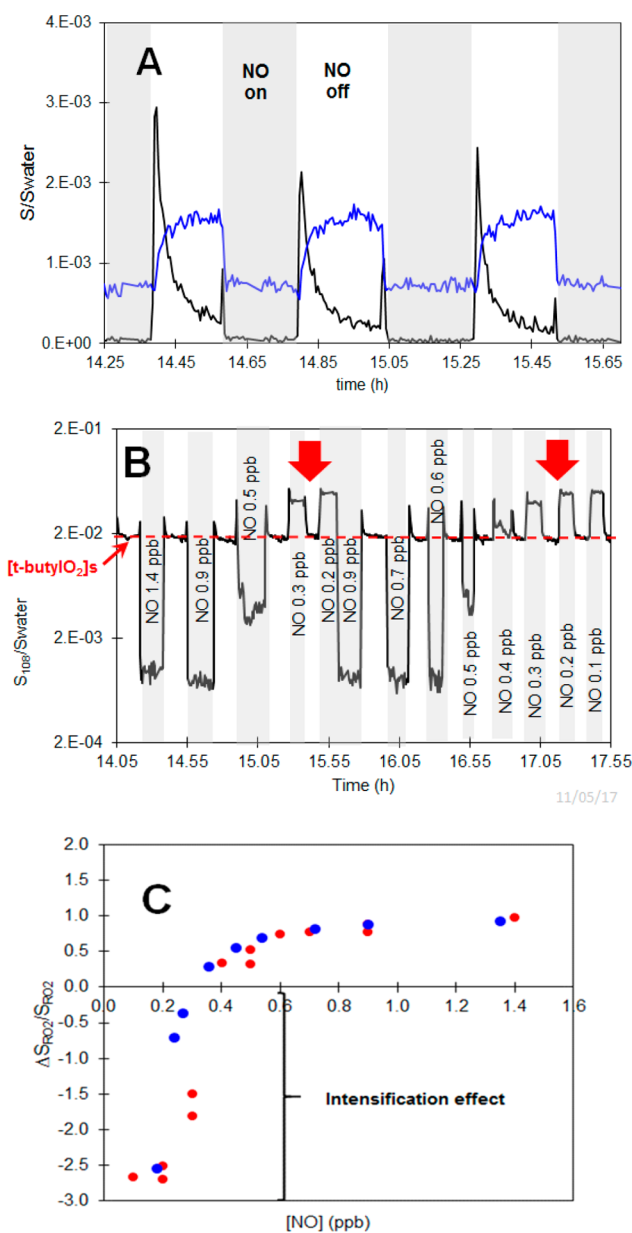 4.E-03
A
NO
on
NO
off
3.E-03
S/Swater
2.E-03
1.E-03
0.E+00
14.25 14.45 14.65 14.85 15.05 15.25 15.45 15.65
time (h)
2.E-01
B
NO 0.5 ppb
NO 0.6 ppb
2.E-02
[t-butylO2]s
NO 1.4 ppb
NO 0.9 ppb
NO 0.3 ppb
NO 0.2 ppb
NO 0.9 ppb
NO 0.7 ppb
S108/Swater
2.E-03
NO 0.5 ppb
NO 0.4 ppb
NO 0.3 ppb
NO 0.2 ppb
NO 0.1 ppb
2.E-04
14.05 14.55 15.05 15.55 16.05 16.55 17.05 17.55
Time (h)
11/05/17
2.0
C
1.5
1.0
0.5
0.0
0.0 0.2 0.4 0.6 0.8 1.0 1.2 1.4 1.6
ΔSRO2/SRO2
-0.5
-1.0
-1.5
Intensification effect
-2.0
-2.5
-3.0
[NO] (ppb)